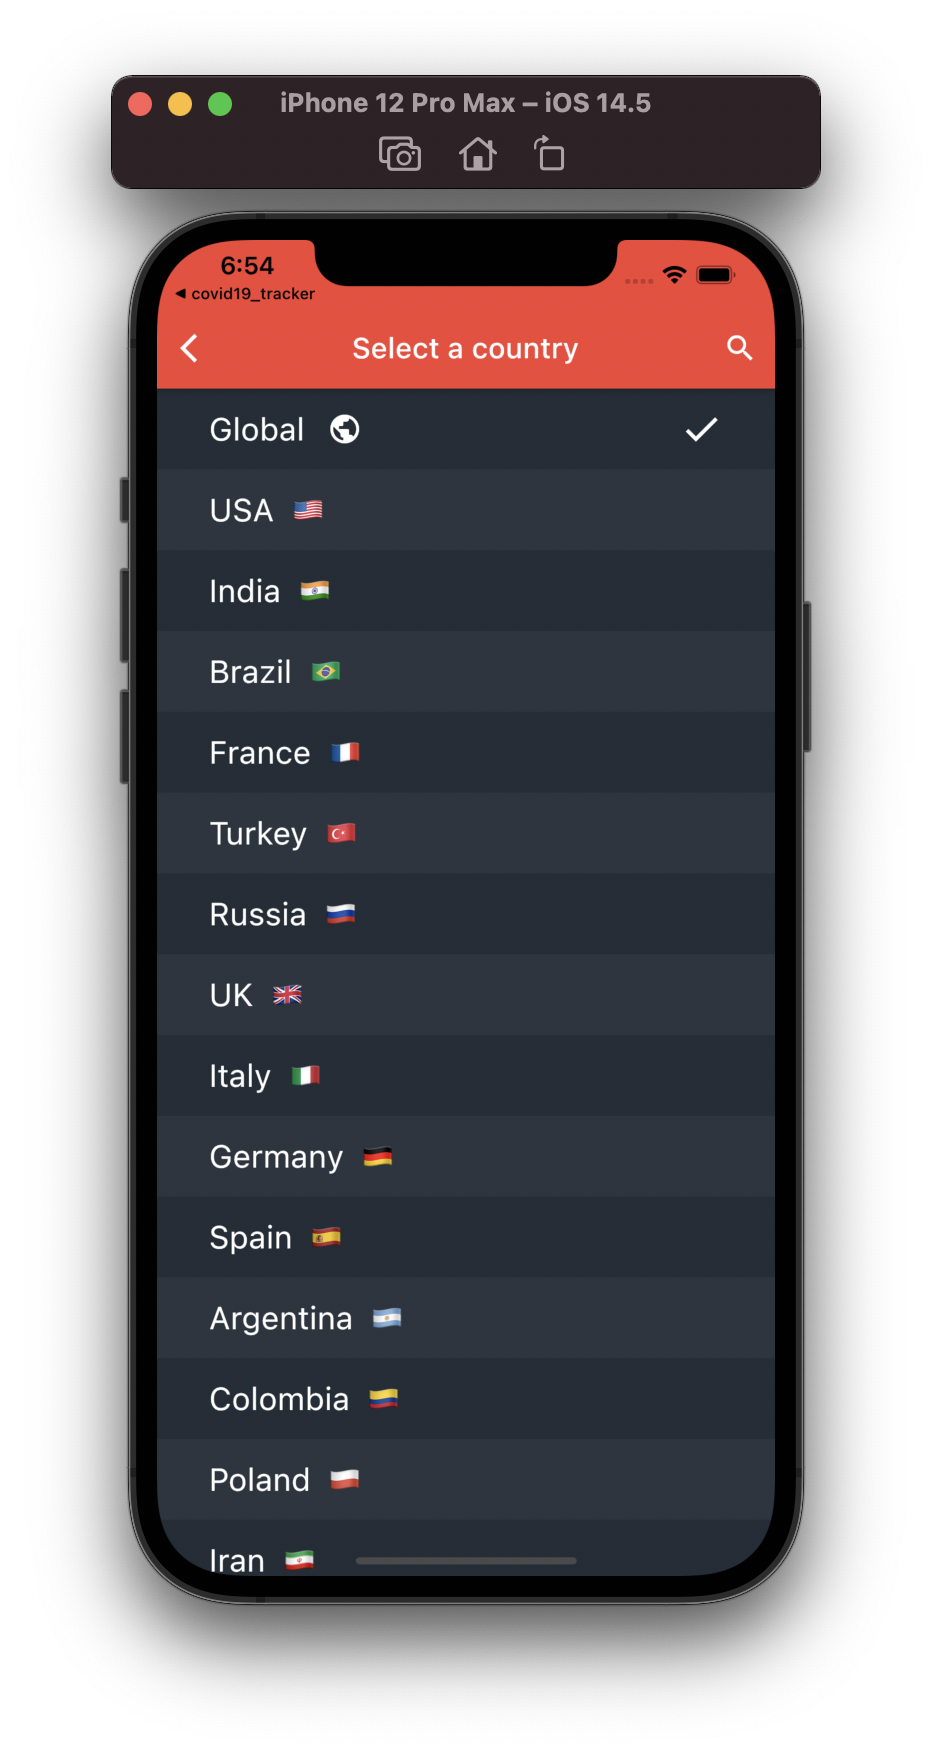 iPhone 12 Pro Max – iOS 14.5
6:54
◀ covid19_tracker
Select a country
Global
USA
India
Brazil
France
Turkey
Russia
UK
Italy
Germany
Spain
Argentina
Colombia
Poland
Iran